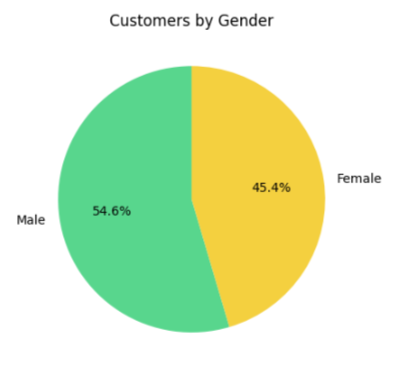 Customers by Gender
Female
45.4%
54.6%
Male